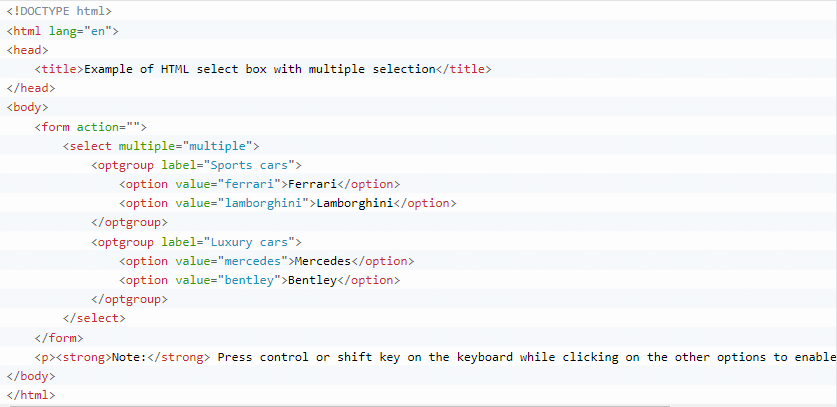 <!DOCTYPE html>
<html lang="en">
<head>
    <title>Example of HTML select box with multiple selection</title>
</head>
<body>
    <form action="">
        <select multiple="multiple">
            <optgroup label="Sports cars">
                <option value="ferrari">Ferrari</option>
                <option value="lamborghini">Lamborghini</option>
            </optgroup>
            <optgroup label="Luxury cars">
                <option value="mercedes">Mercedes</option>
                <option value="bentley">Bentley</option>
            </optgroup>
        </select>
    </form>
    <p><strong>Note:</strong> Press control or shift key on the keyboard while clicking on the other options to enable
</body>
</html>